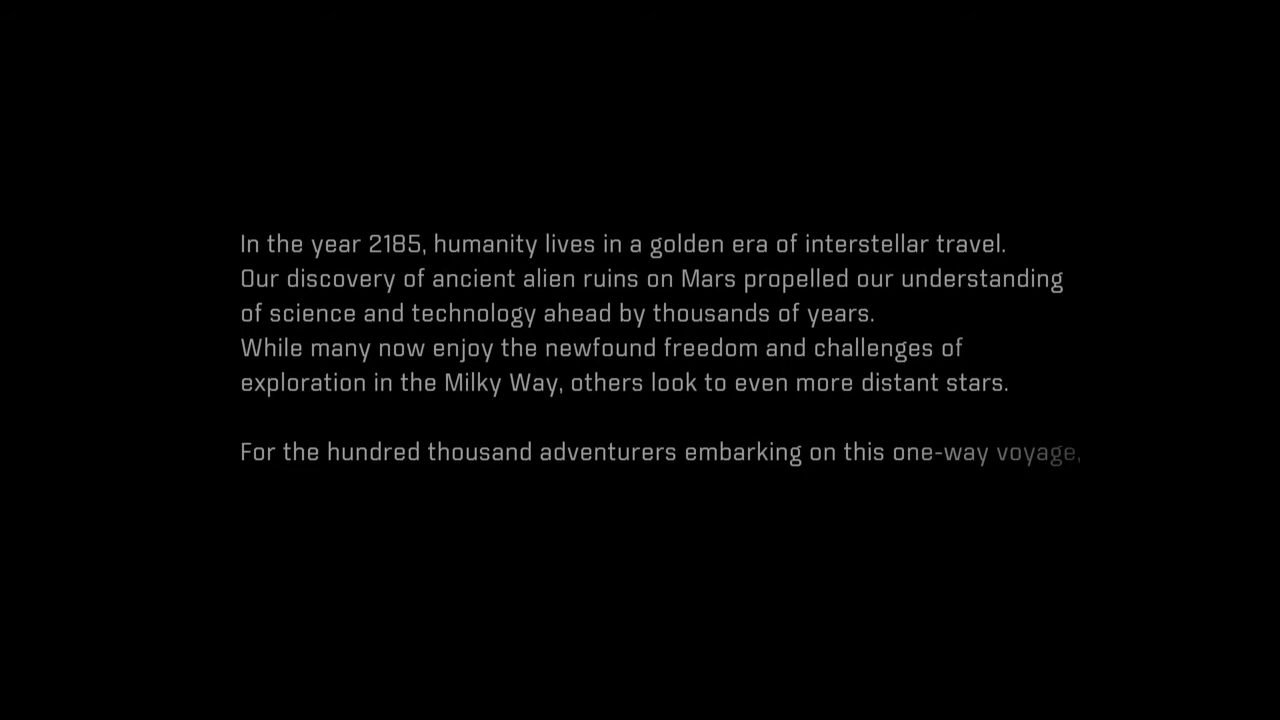 In the year 2185, humanity lives in a golden era of interstellar travel.
Our discovery of ancient alien ruins on Mars propelled our understanding
of science and technology ahead by thousands of years.
While many now enjoy the newfound freedom and challenges of
exploration in the Milky Way, others look to even more distant stars.
For the hundred thousand adventurers embarking on this one-way voyage,